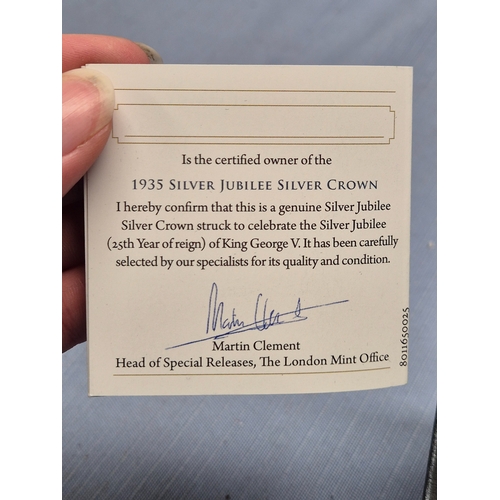 Is the certified owner of the
1935 SILVER JUBILEE SILVER CROWN
I hereby confirm that this is a genuine Silver Jubilee
Silver Crown struck to celebrate the Silver Jubilee
(25th Year of reign) of King George V. It has been carefully
selected by our specialists for its quality and condition.
Martin Clement
Martin Clement
Head of Special Releases, The London Mint Office
8011650025